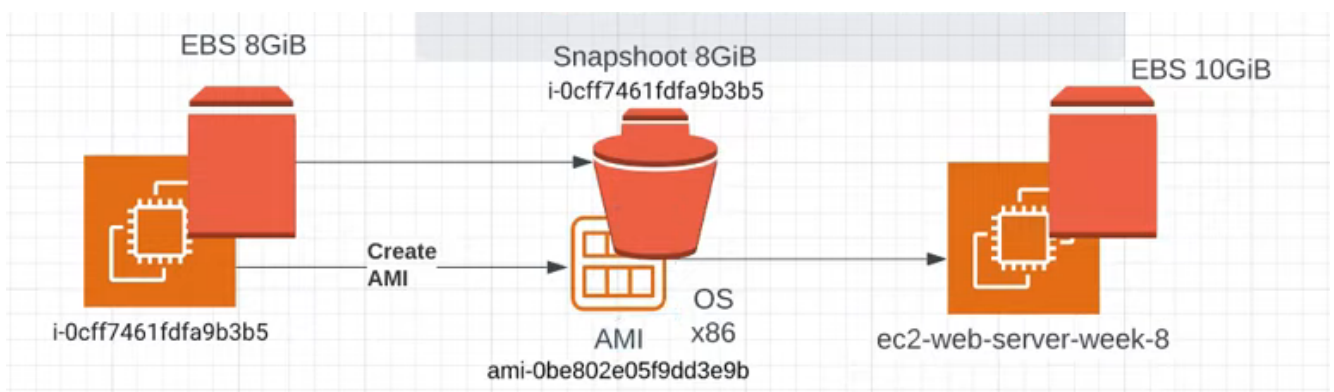 EBS 8GiB
Snapshoot 8GiB
i-0cff7461fdfa9b3b5
EBS 10GiB
Create
AMI
i-0cff7461fdfa9b3b5
OS
x86
AMI
ami-0be802e05f9dd3e9b
ec2-web-server-week-8